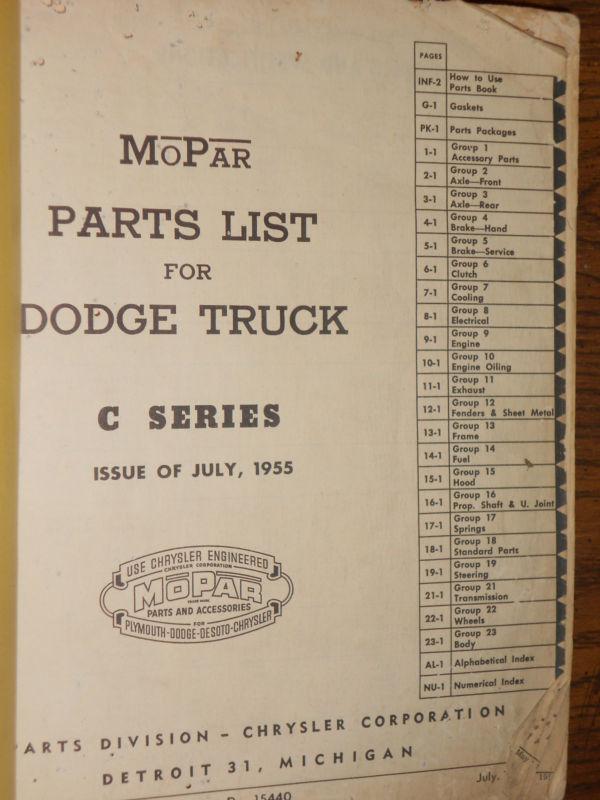 MOPAR
PARTS LIST
FOR
DODGE TRUCK
C SERIES
ISSUE OF JULY, 1955
USE CHRYSLER ENGINEERED
CHRYSLER CORPORATION
MOPAR
TRADE MARK
PARTS AND ACCESSORIES
FOR
PLYMOUTH-DODGE-DESOTO-CHRYSLER
PARTS DIVISION – CHRYSLER CORPORATION
DETROIT 31, MICHIGAN
D 15440
PAGES
INF-2 How to Use
Parts Book
G-1 Gaskets
PK-1 Parts Packages
1-1 Group 1
Accessory Parts
2-1 Group 2
Axle—Front
3-1 Group 3
Axle—Rear
4-1 Group 4
Brake—Hand
5-1 Group 5
Brake—Service
6-1 Group 6
Clutch
7-1 Group 7
Cooling
8-1 Group 8
Electrical
9-1 Group 9
Engine
10-1 Group 10
Engine Oiling
11-1 Group 11
Exhaust
12-1 Group 12
Fenders & Sheet Metal
13-1 Group 13
Frame
14-1 Group 14
Fuel
15-1 Group 15
Hood
16-1 Group 16
Prop. Shaft & U. Joint
17-1 Group 17
Springs
18-1 Group 18
Standard Parts
19-1 Group 19
Steering
21-1 Group 21
Transmission
22-1 Group 22
Wheels
23-1 Group 23
Body
AL-1 Alphabetical Index
NU-1 Numerical Index
May
July.